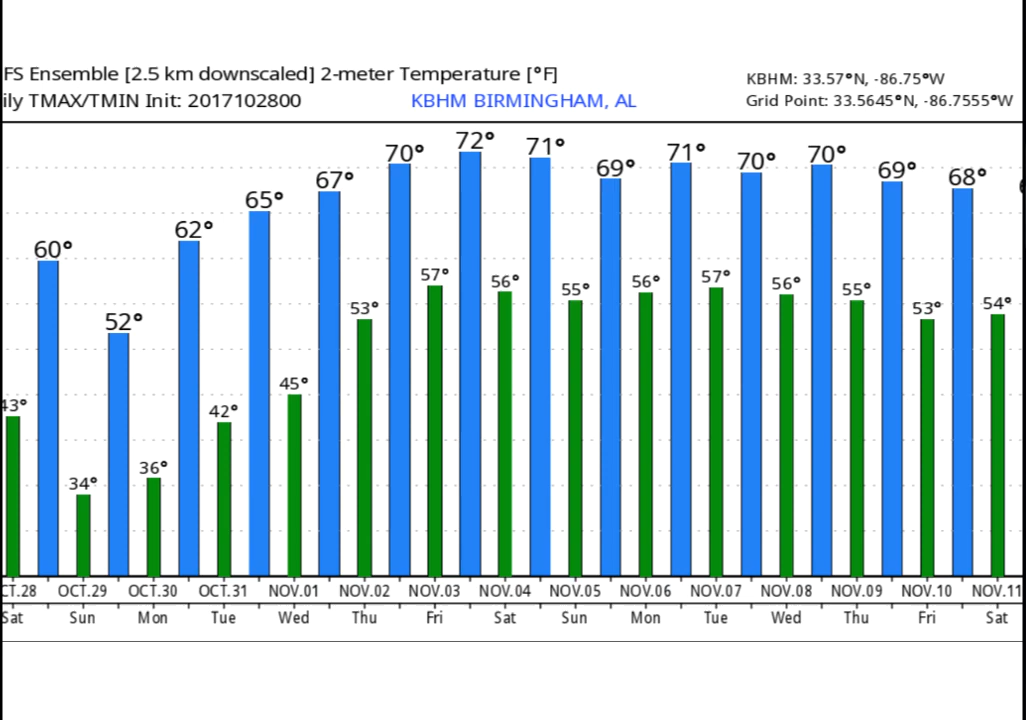 FS Ensemble [2.5 km downscaled] 2-meter Temperature [°F]
ily TMAX/TMIN Init: 2017102800
KBHM BIRMINGHAM, AL
KBHM: 33.57°N, -86.75°W
Grid Point: 33.5645°N, -86.7555°W
60° 52° 62° 65° 67° 70° 72° 71° 69° 71° 70° 70° 69° 68°
43° 34° 36° 42° 45° 53° 57° 56° 55° 56° 57° 56° 55° 53° 54°
CT.28 OCT.29 OCT.30 OCT.31 NOV.01 NOV.02 NOV.03 NOV.04 NOV.05 NOV.06 NOV.07 NOV.08 NOV.09 NOV.10 NOV.11
Sat Sun Mon Tue Wed Thu Fri Sat Sun Mon Tue Wed Thu Fri Sat